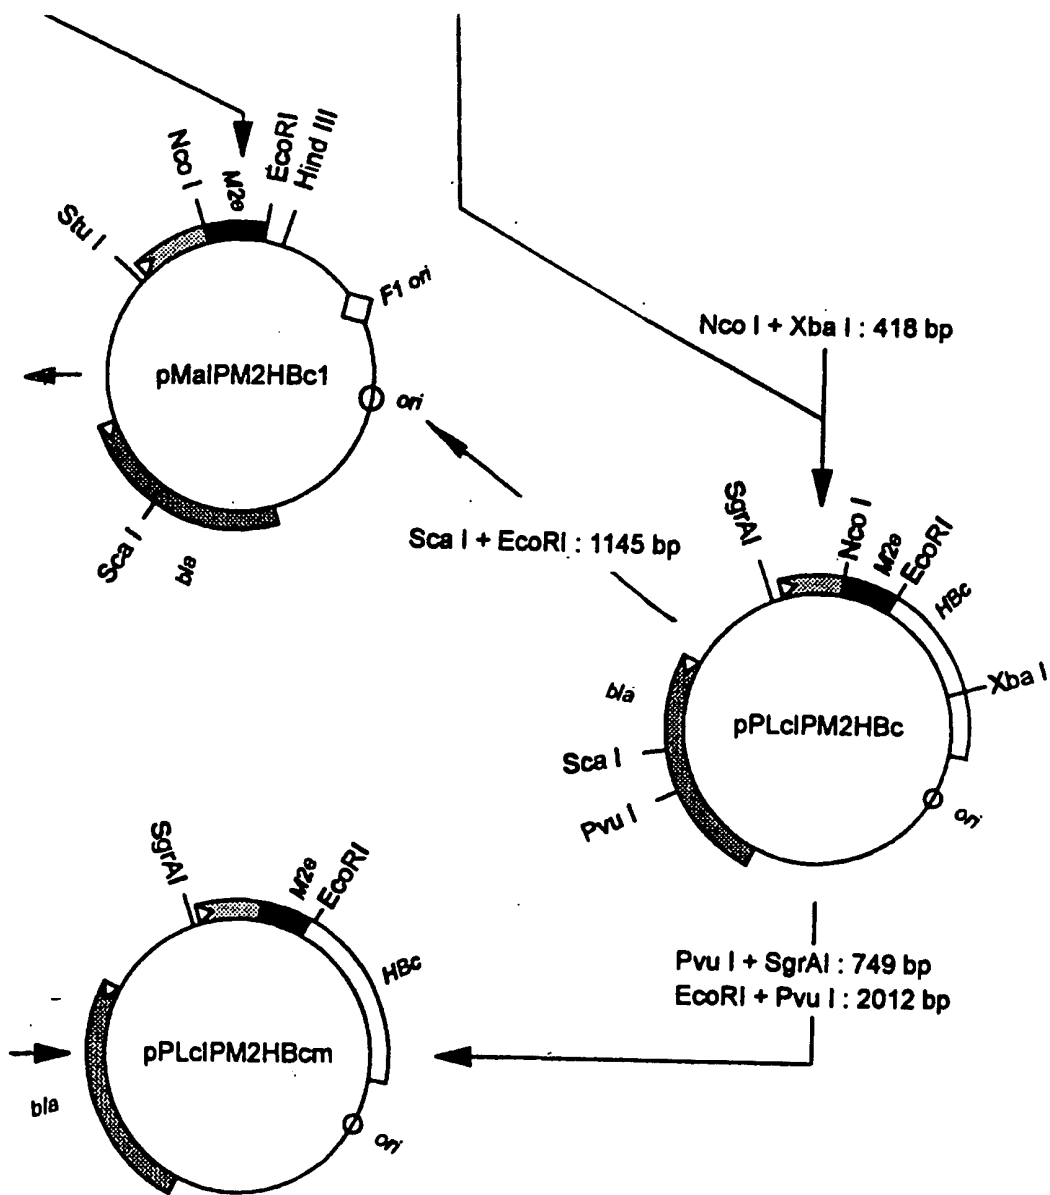 Nco I
M2e
EcoRI
Hind III
Stu I
F1 ori
pMalPM2HBc1
ori
Sca I
bla
Nco I + Xba I : 418 bp
Sca I + EcoRI : 1145 bp
SgrAI
Nco I
M2e
EcoRI
HBc
Xba I
bla
pPLcIPM2HBc
Sca I
Pvu I
ori
Pvu I + SgrAI : 749 bp
EcoRI + Pvu I : 2012 bp
SgrAI
M2e
EcoRI
HBc
pPLcIPM2HBcm
bla
ori